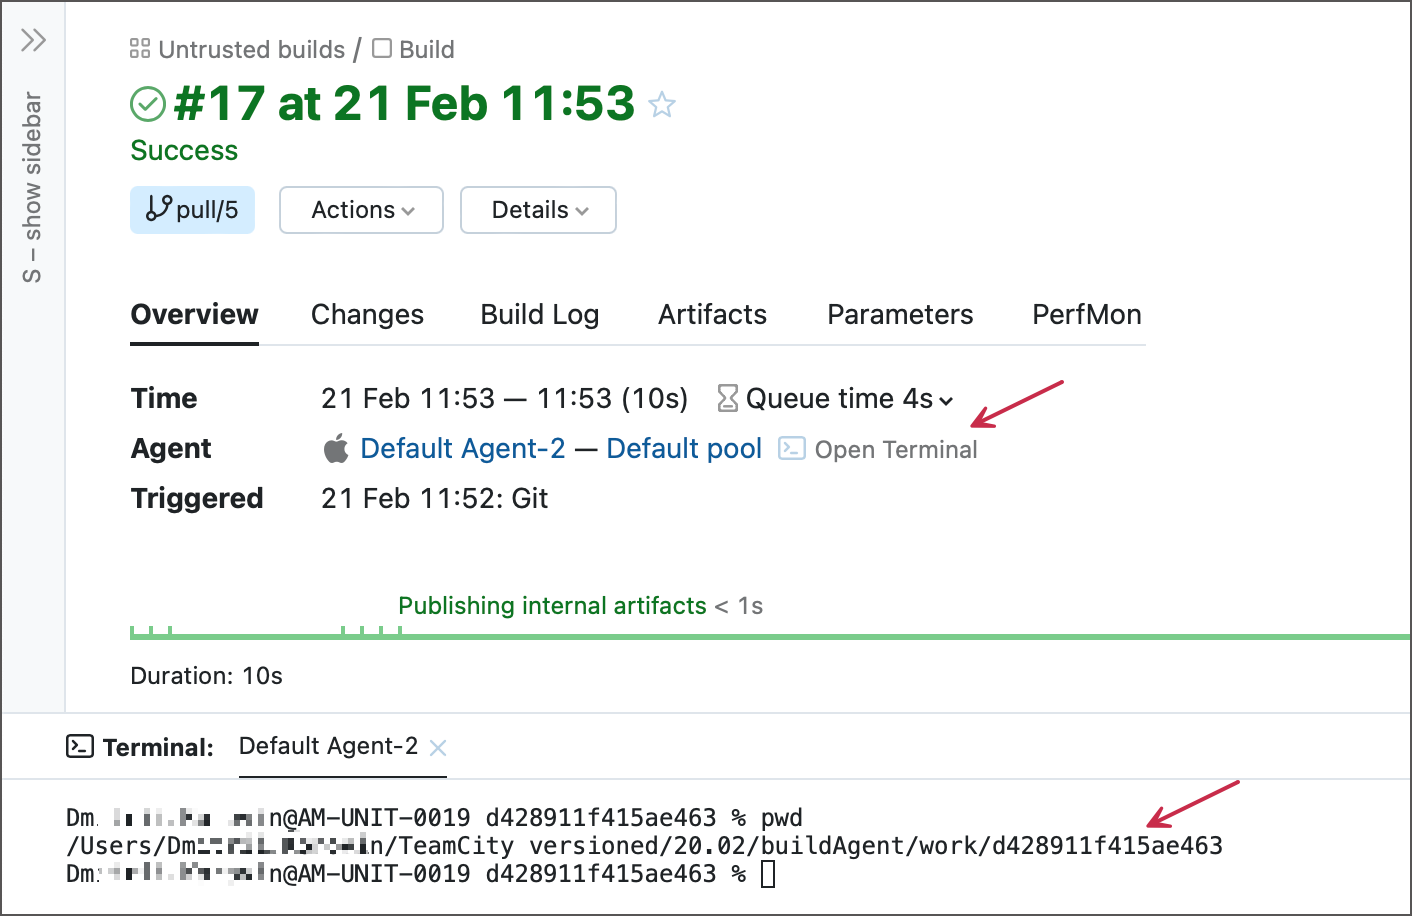 S – show sidebar
Untrusted builds / Build
#17 at 21 Feb 11:53
Success
pull/5 Actions Details
Overview Changes Build Log Artifacts Parameters PerfMon
Time 21 Feb 11:53 — 11:53 (10s) Queue time 4s
Agent Default Agent-2 — Default pool Open Terminal
Triggered 21 Feb 11:52: Git
Publishing internal artifacts < 1s
Duration: 10s
Terminal: Default Agent-2
Dm n@AM-UNIT-0019 d428911f415ae463 % pwd
/Users/Dm in/TeamCity versioned/20.02/buildAgent/work/d428911f415ae463
Dm n@AM-UNIT-0019 d428911f415ae463 %